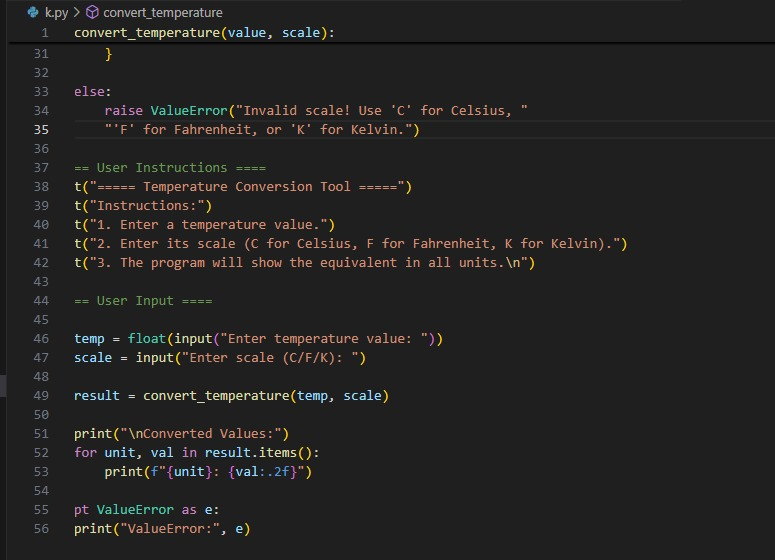 k.py > convert_temperature
1 convert_temperature(value, scale):
31 }
32
33 else:
34 raise ValueError("Invalid scale! Use 'C' for Celsius, "
35 "'F' for Fahrenheit, or 'K' for Kelvin.")
36
37 == User Instructions ====
38 t("===== Temperature Conversion Tool =====")
39 t("Instructions:")
40 t("1. Enter a temperature value.")
41 t("2. Enter its scale (C for Celsius, F for Fahrenheit, K for Kelvin).")
42 t("3. The program will show the equivalent in all units.\n")
43
44 == User Input ====
45
46 temp = float(input("Enter temperature value: "))
47 scale = input("Enter scale (C/F/K): ")
48
49 result = convert_temperature(temp, scale)
50
51 print("\nConverted Values:")
52 for unit, val in result.items():
53 print(f"{unit}: {val:.2f}")
54
55 pt ValueError as e:
56 print("ValueError:", e)